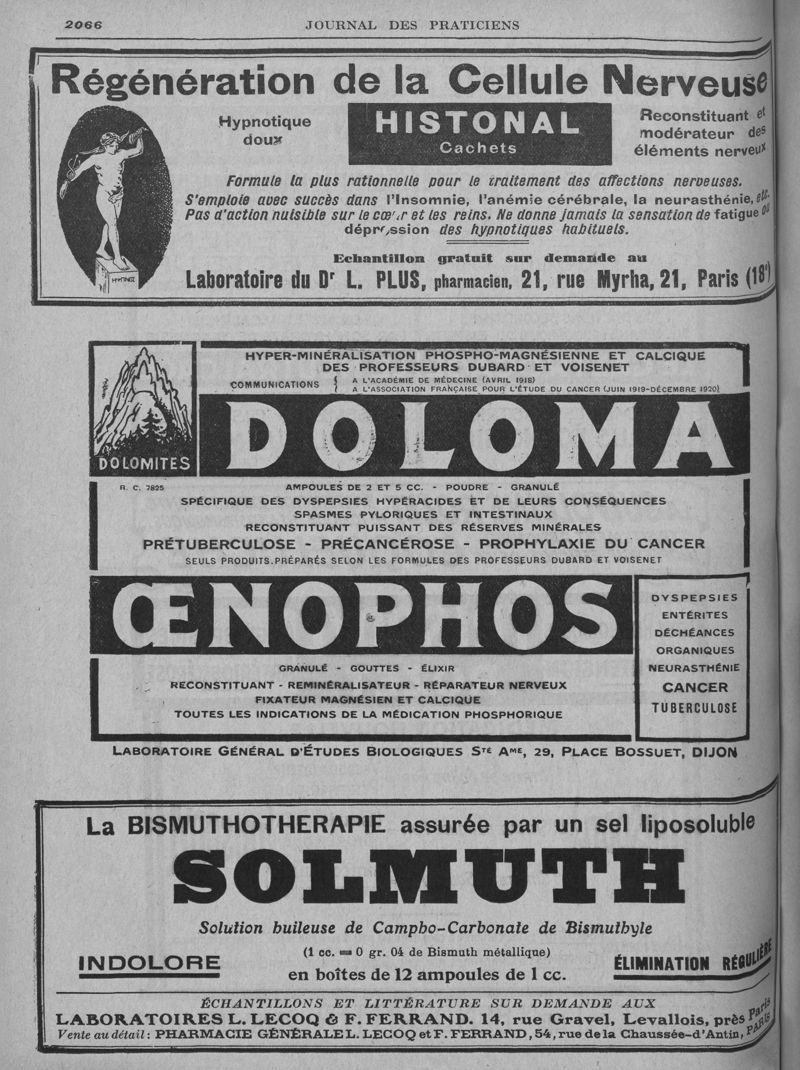 2066
JOURNAL DES PRATICIENS
Régénération de la Cellule Nerveuse
Hypnotique
doux
HISTONAL
Cachets
Reconstituant et
modérateur des
éléments nerveux
Formule la plus rationnelle pour le traitement des affections nerveuses.
S'emploie avec succès dans l'Insomnie, l'anémie cérébrale, la neurasthénie, etc.
Pas d'action nuisible sur le cœur et les reins. Ne donne jamais la sensation de fatigue ou
dépression des hypnotiques habituels.
Echantillon gratuit sur demande au
Laboratoire du Dr L. PLUS, pharmacien, 21, rue Myrha, 21, Paris (18e)
HYPNOS
HYPER-MINÉRALISATION PHOSPHO-MAGNÉSIENNE ET CALCIQUE
DES PROFESSEURS DUBARD ET VOISENET
COMMUNICATIONS { A L'ACADÉMIE DE MÉDECINE (AVRIL 1918)
A L'ASSOCIATION FRANÇAISE POUR L'ÉTUDE DU CANCER (JUIN 1919-DÉCEMBRE 1920)
DOLOMITES
DOLOMA
R. C. 7825
AMPOULES DE 2 ET 5 CC. - POUDRE - GRANULÉ
SPÉCIFIQUE DES DYSPEPSIES HYPÉRACIDES ET DE LEURS CONSÉQUENCES
SPASMES PYLORIQUES ET INTESTINAUX
RECONSTITUANT PUISSANT DES RÉSERVES MINÉRALES
PRÉTUBERCULOSE - PRÉCANCÉROSE - PROPHYLAXIE DU CANCER
SEULS PRODUITS.PRÉPARÉS SELON LES FORMULES DES PROFESSEURS DUBARD ET VOISENET
ŒNOPHOS
GRANULÉ - GOUTTES - ÉLIXIR
RECONSTITUANT - REMINÉRALISATEUR - RÉPARATEUR NERVEUX
FIXATEUR MAGNÉSIEN ET CALCIQUE
TOUTES LES INDICATIONS DE LA MÉDICATION PHOSPHORIQUE
DYSPEPSIES
ENTÉRITES
DÉCHÉANCES
ORGANIQUES
NEURASTHÉNIE
CANCER
TUBERCULOSE
LABORATOIRE GÉNÉRAL D'ÉTUDES BIOLOGIQUES STÉ AME, 29, PLACE BOSSUET, DIJON
La BISMUTHOTHERAPIE assurée par un sel liposoluble
SOLMUTH
Solution huileuse de Campho-Carbonate de Bismuthyle
INDOLORE
(1 cc. = 0 gr. 04 de Bismuth métallique)
en boîtes de 12 ampoules de 1 cc.
ÉLIMINATION RÉGULIÈRE
ÉCHANTILLONS ET LITTÉRATURE SUR DEMANDE AUX
LABORATOIRES L. LECOQ & F. FERRAND. 14, rue Gravel, Levallois, près Paris
Vente au détail : PHARMACIE GÉNÉRALE L. LECOQ et F. FERRAND, 54, rue de la Chaussée-d'Antin, PARIS